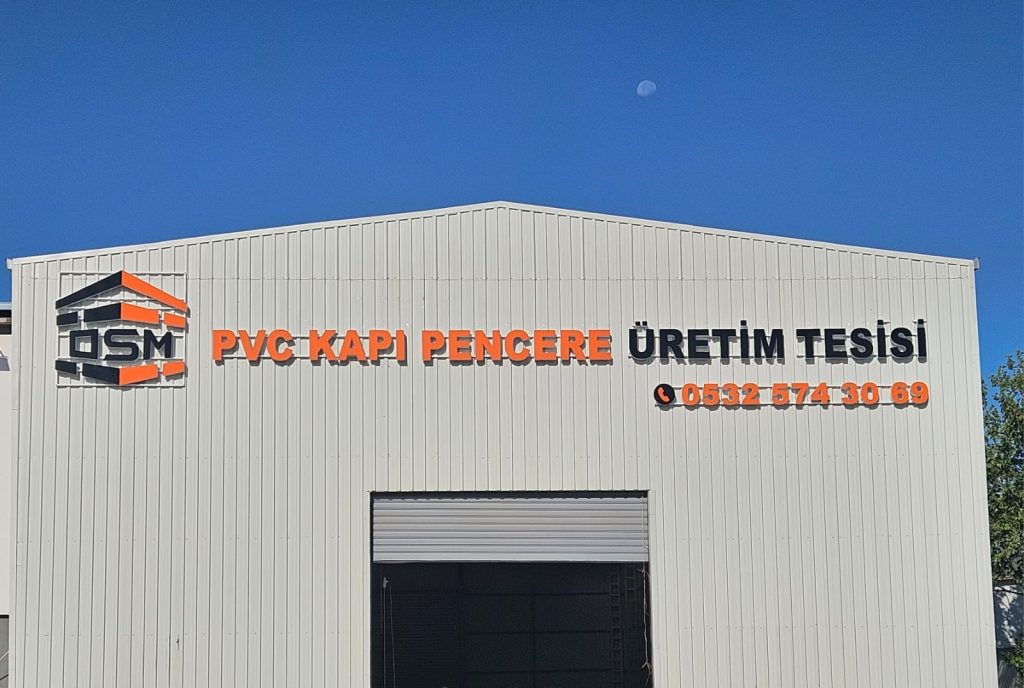 OSM
PVC KAPI PENCERE ÜRETİM TESİSİ
0532 574 30 69